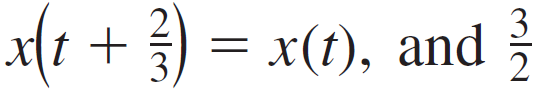 x(t + 2/3) = x(t), and 3/2